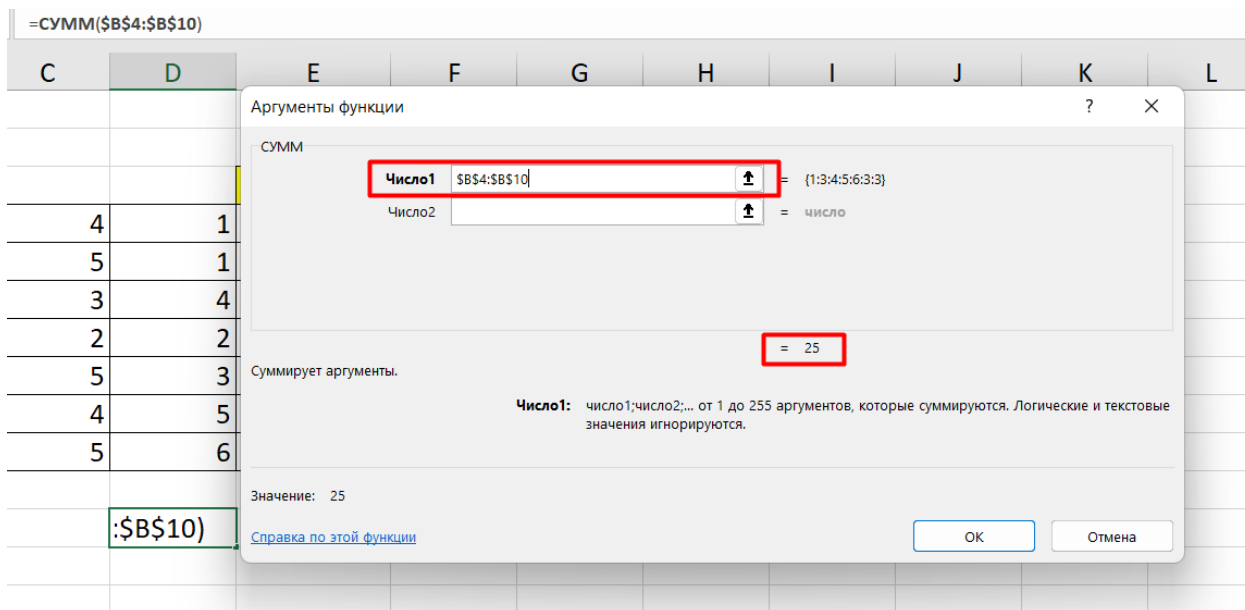 =СУММ($B$4:$B$10)
C D E F G H I J K L
Аргументы функции ?
СУММ
Число1 $B$4:$B$10 = {1:3:4:5:6:3:3}
Число2 = число
4 1
5 1
3 4
2 2
5 3
4 5
5 6
= 25
Суммирует аргументы.
Число1: число1;число2;... от 1 до 255 аргументов, которые суммируются. Логические и текстовые
значения игнорируются.
Значение: 25
:$B$10)
Справка по этой функции
ОК Отмена